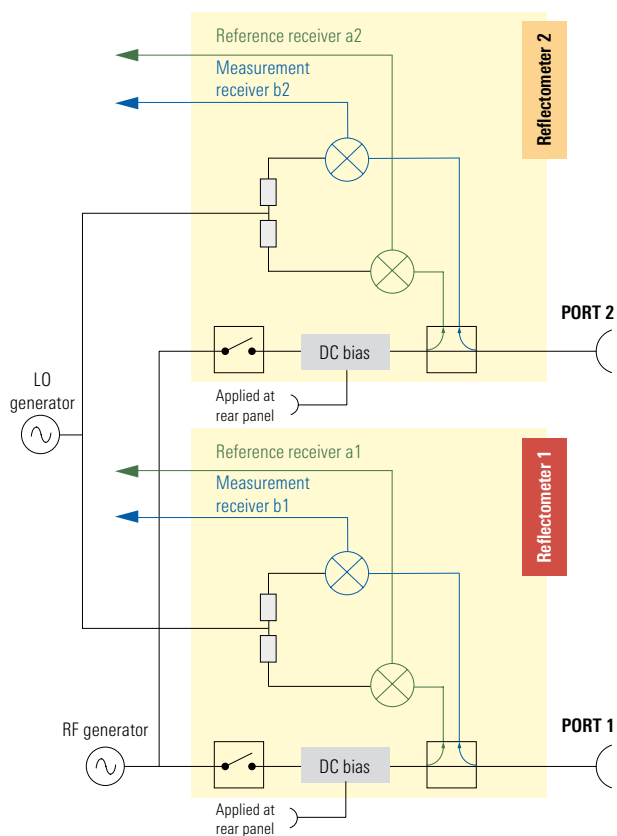 Reference receiver a2
Measurement
receiver b2
Reflectometer 2
PORT 2
DC bias
LO
generator
Applied at
rear panel
Reference receiver a1
Measurement
receiver b1
Reflectometer 1
PORT 1
RF generator
DC bias
Applied at
rear panel